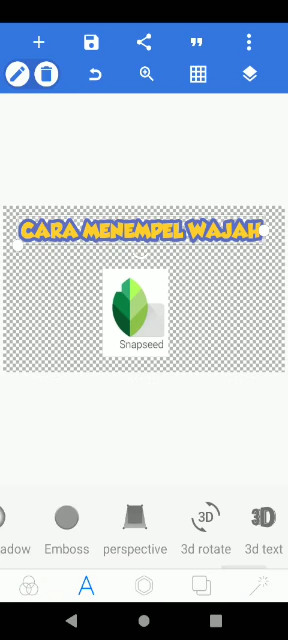 CARA MENEMPEL WAJAH
Snapseed
adow
Emboss
perspective
3D
3d rotate
3D
3d text
A